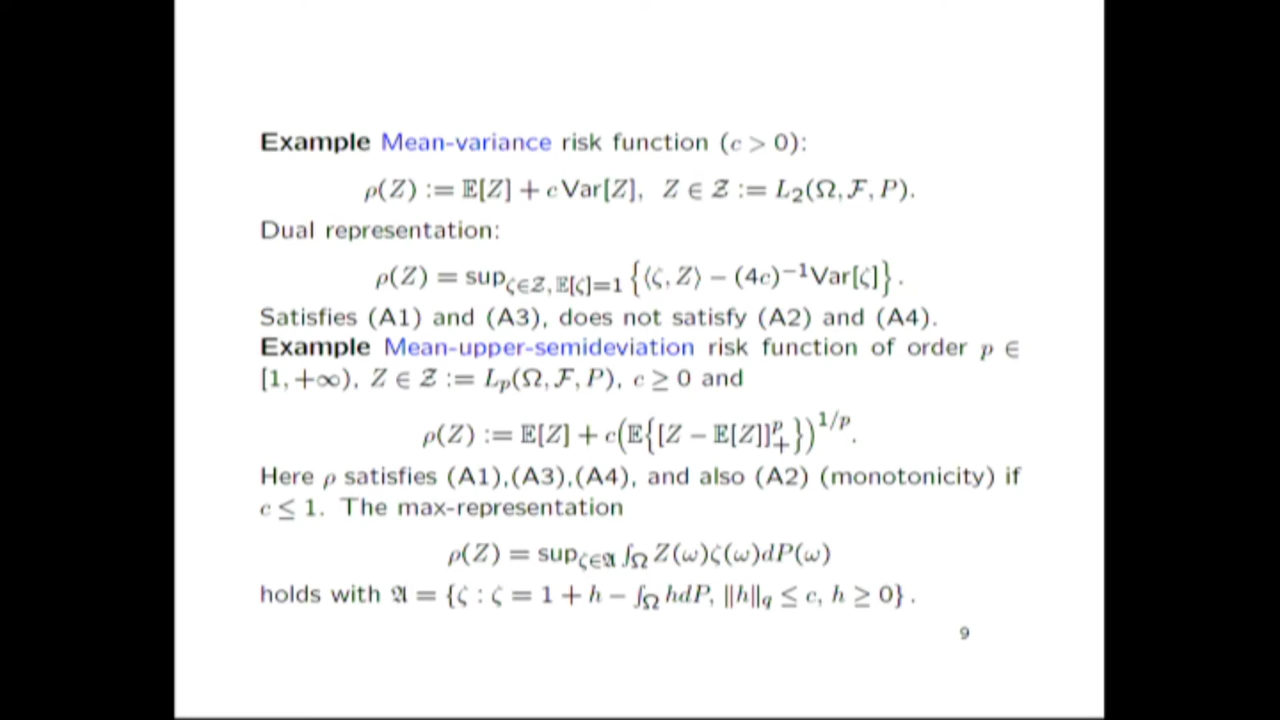 Example Mean-variance risk function (c > 0):
ρ(Z) := 𝔼[Z] + c Var[Z], Z ∈ 𝒵 := L₂(Ω, ℱ, P).
Dual representation:
ρ(Z) = sup_{ζ∈𝒵, 𝔼[ζ]=1} {⟨ζ, Z⟩ − (4c)⁻¹Var[ζ]}.
Satisfies (A1) and (A3), does not satisfy (A2) and (A4).
Example Mean-upper-semideviation risk function of order p ∈
[1, +∞), Z ∈ 𝒵 := L_p(Ω, ℱ, P), c ≥ 0 and
ρ(Z) := 𝔼[Z] + c(𝔼{[Z − 𝔼[Z]]₊^p})^{1/p}.
Here ρ satisfies (A1),(A3),(A4), and also (A2) (monotonicity) if
c ≤ 1. The max-representation
ρ(Z) = sup_{ζ∈𝔄} ∫_Ω Z(ω)ζ(ω)dP(ω)
holds with 𝔄 = {ζ : ζ = 1 + h − ∫_Ω hdP, ‖h‖_q ≤ c, h ≥ 0}.
9